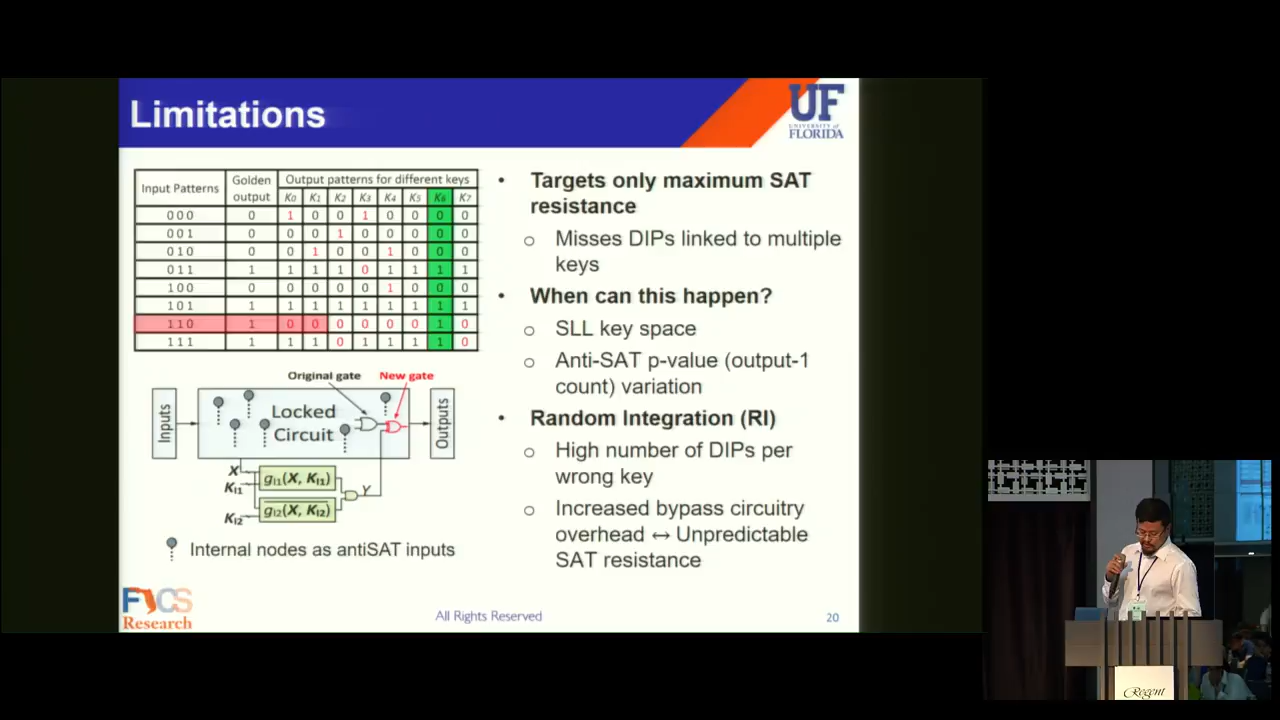 Limitations
UF
UNIVERSITY of
FLORIDA
Input Patterns Golden output Output patterns for different keys
K0 K1 K2 K3 K4 K5 K6 K7
0 0 0 0 1 0 0 1 0 0 0 0
0 0 1 0 0 0 1 0 0 0 0 0
0 1 0 0 0 1 0 0 1 0 0 0
0 1 1 1 1 1 1 0 1 1 1 1
1 0 0 0 0 0 0 0 1 0 0 0
1 0 1 1 1 1 1 1 1 1 1 1
1 1 0 1 0 0 0 0 0 0 1 0
1 1 1 1 1 1 0 1 1 1 1 0
Original gate New gate
Inputs
Locked
Circuit
Outputs
X
KI1
gI1(X, KI1)
Y
KI2
gI2(X, KI2)
Internal nodes as antiSAT inputs
• Targets only maximum SAT
resistance
o Misses DIPs linked to multiple
keys
• When can this happen?
o SLL key space
o Anti-SAT p-value (output-1
count) variation
• Random Integration (RI)
o High number of DIPs per
wrong key
o Increased bypass circuitry
overhead ↔ Unpredictable
SAT resistance
FICS
Research
All Rights Reserved
20
Regent